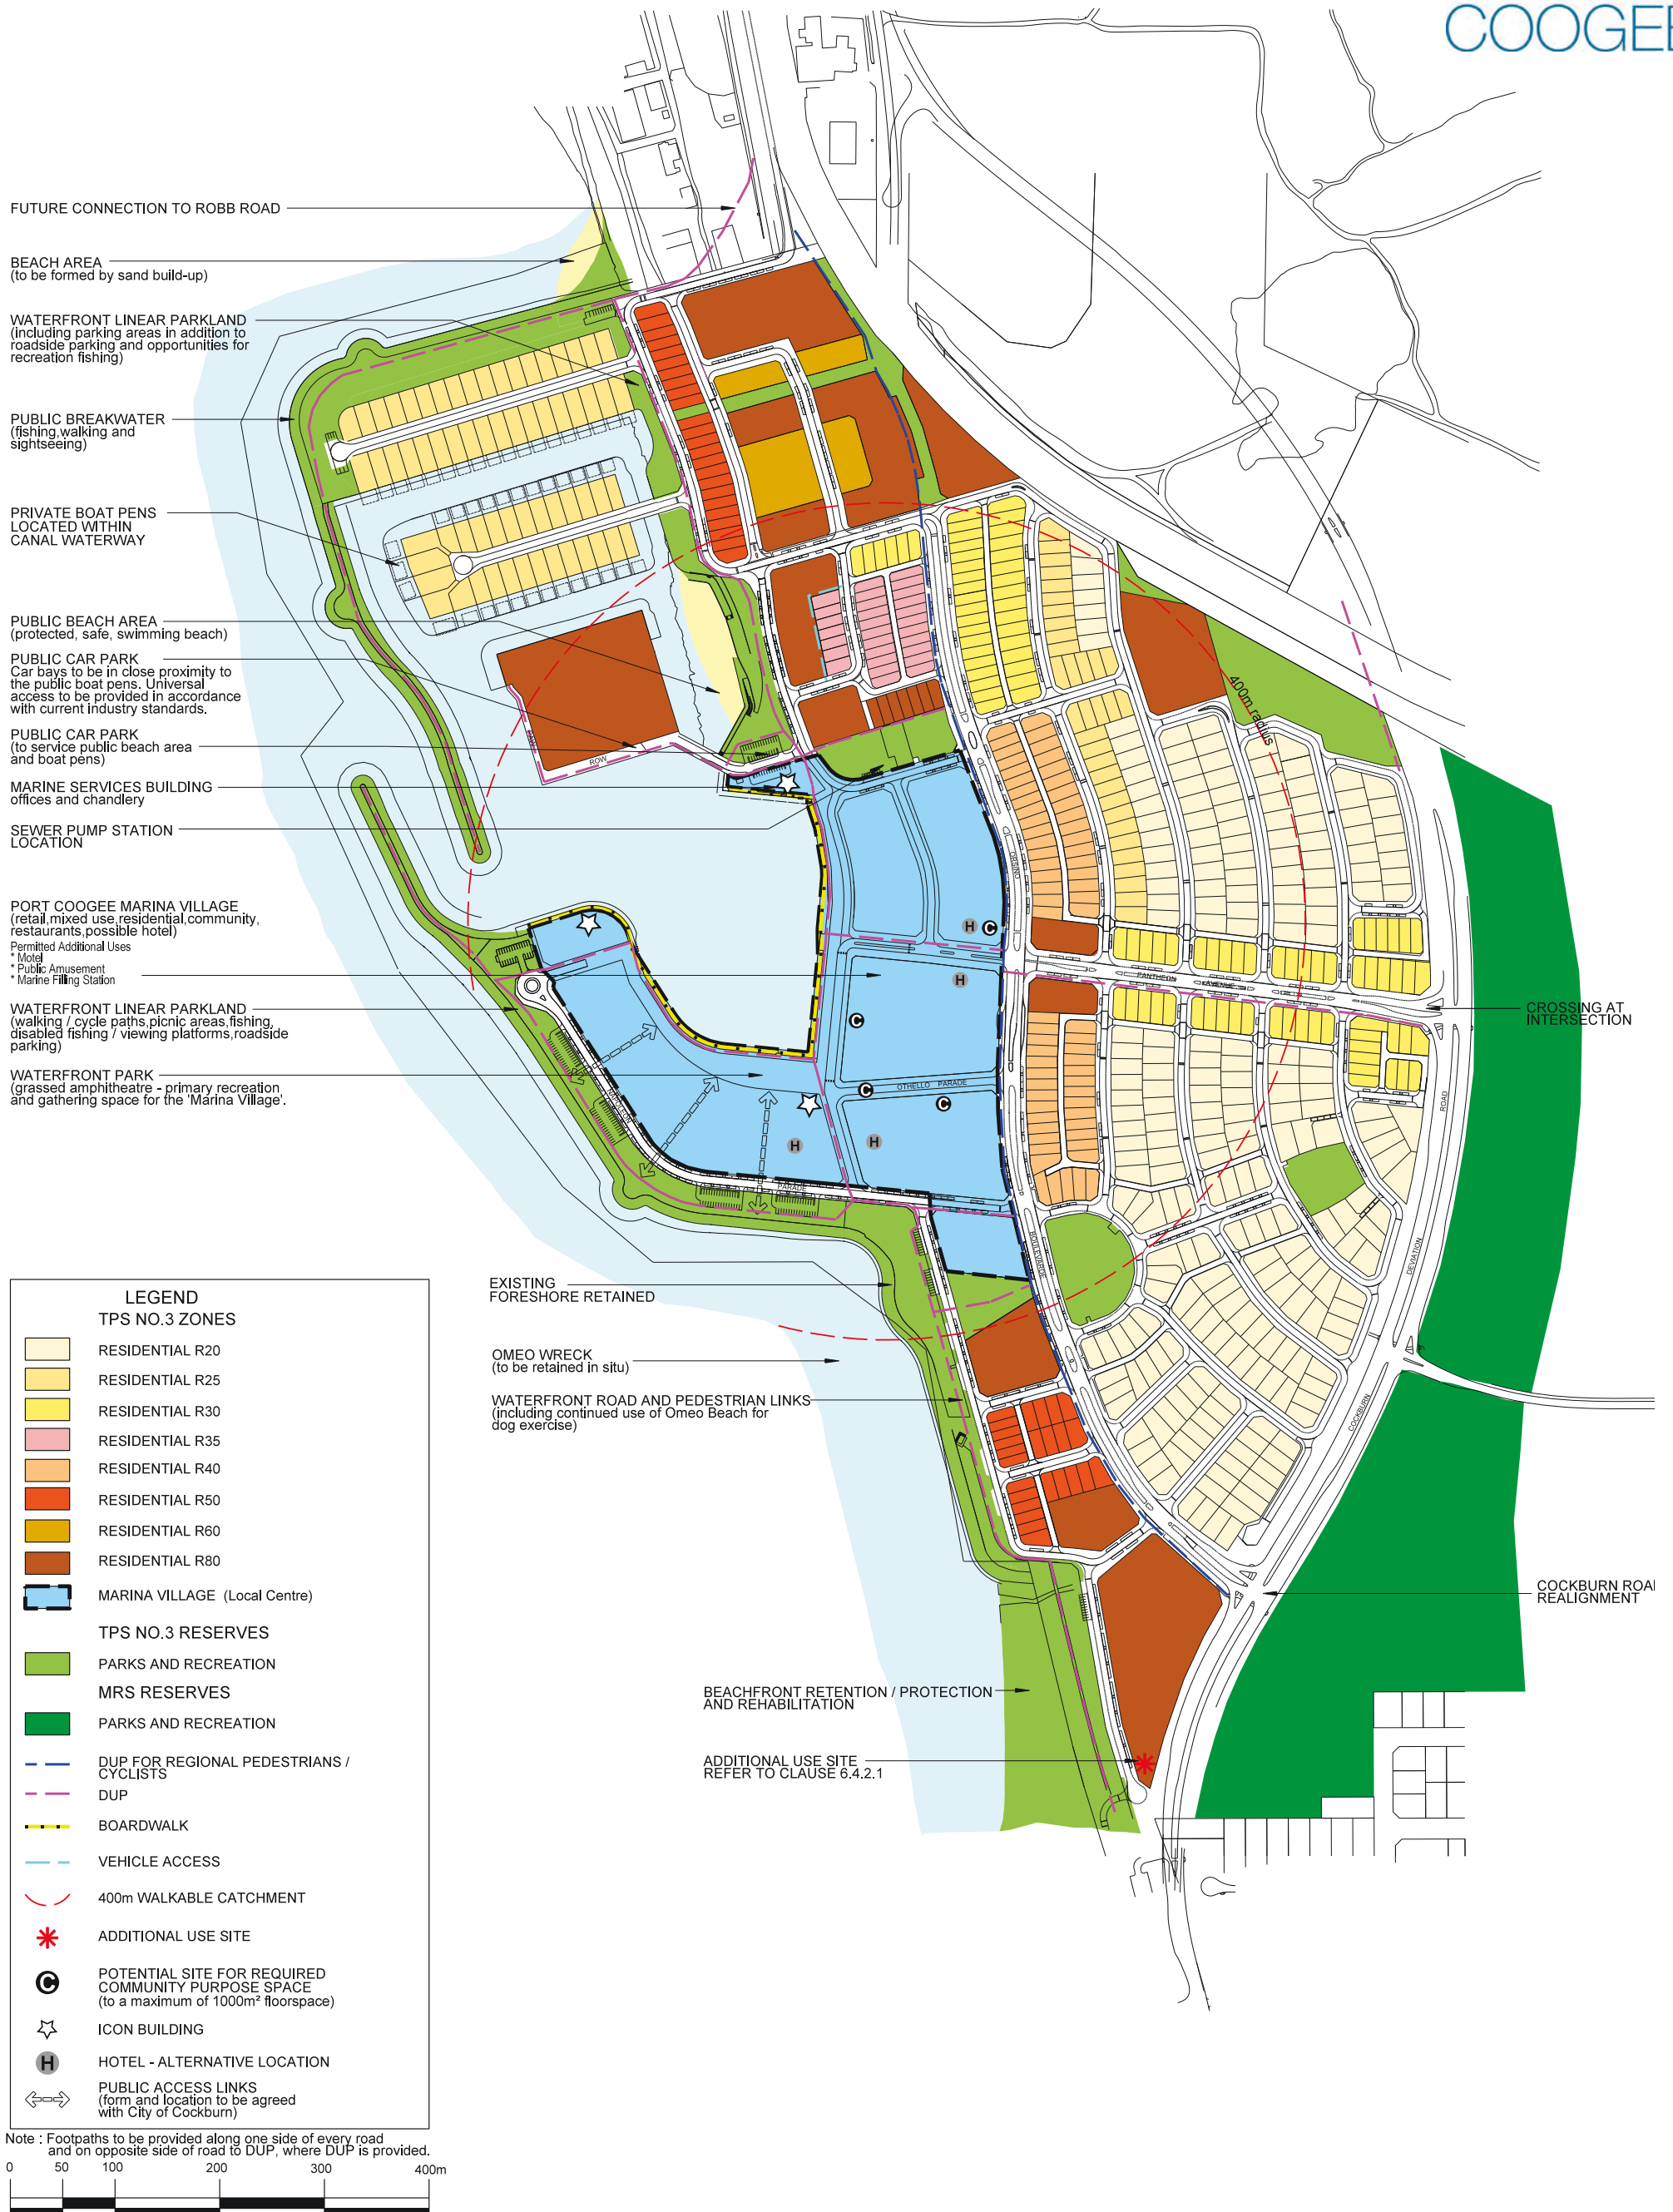 COOGEE
FUTURE CONNECTION TO ROBB ROAD
BEACH AREA
(to be formed by sand build-up)
WATERFRONT LINEAR PARKLAND
(including parking areas in addition to
roadside parking and opportunities for
recreation fishing)
PUBLIC BREAKWATER
(fishing,walking and
sightseeing)
PRIVATE BOAT PENS
LOCATED WITHIN
CANAL WATERWAY
PUBLIC BEACH AREA
(protected, safe, swimming beach)
PUBLIC CAR PARK
Car bays to be in close proximity to
the public boat pens. Universal
access to be provided in accordance
with current industry standards.
PUBLIC CAR PARK
(to service public beach area
and boat pens)
MARINE SERVICES BUILDING
offices and chandlery
SEWER PUMP STATION
LOCATION
PORT COOGEE MARINA VILLAGE
(retail,mixed use,residential,community,
restaurants,possible hotel)
Permitted Additional Uses
* Motel
* Public Amusement
* Marine Filling Station
WATERFRONT LINEAR PARKLAND
(walking / cycle paths,picnic areas,fishing,
disabled fishing / viewing platforms,roadside
parking)
WATERFRONT PARK
(grassed amphitheatre - primary recreation
and gathering space for the 'Marina Village'.
400m radius
ROW
ORSINO
H
C
H
C
PANTHEON
AVENUE
CROSSING AT
INTERSECTION
C
OTHELLO PARADE
C
H
H
NAPOLEON
PARADE
BOULEVARDE
ROAD
DEVIATION
COCKBURN
EXISTING
FORESHORE RETAINED
OMEO WRECK
(to be retained in situ)
WATERFRONT ROAD AND PEDESTRIAN LINKS
(including continued use of Omeo Beach for
dog exercise)
COCKBURN ROA
REALIGNMENT
BEACHFRONT RETENTION / PROTECTION
AND REHABILITATION
ADDITIONAL USE SITE
REFER TO CLAUSE 6.4.2.1
LEGEND
TPS NO.3 ZONES
RESIDENTIAL R20
RESIDENTIAL R25
RESIDENTIAL R30
RESIDENTIAL R35
RESIDENTIAL R40
RESIDENTIAL R50
RESIDENTIAL R60
RESIDENTIAL R80
MARINA VILLAGE (Local Centre)
TPS NO.3 RESERVES
PARKS AND RECREATION
MRS RESERVES
PARKS AND RECREATION
DUP FOR REGIONAL PEDESTRIANS /
CYCLISTS
DUP
BOARDWALK
VEHICLE ACCESS
400m WALKABLE CATCHMENT
ADDITIONAL USE SITE
C POTENTIAL SITE FOR REQUIRED
COMMUNITY PURPOSE SPACE
(to a maximum of 1000m² floorspace)
ICON BUILDING
H HOTEL - ALTERNATIVE LOCATION
PUBLIC ACCESS LINKS
(form and location to be agreed
with City of Cockburn)
Note : Footpaths to be provided along one side of every road
and on opposite side of road to DUP, where DUP is provided.
0 50 100 200 300 400m